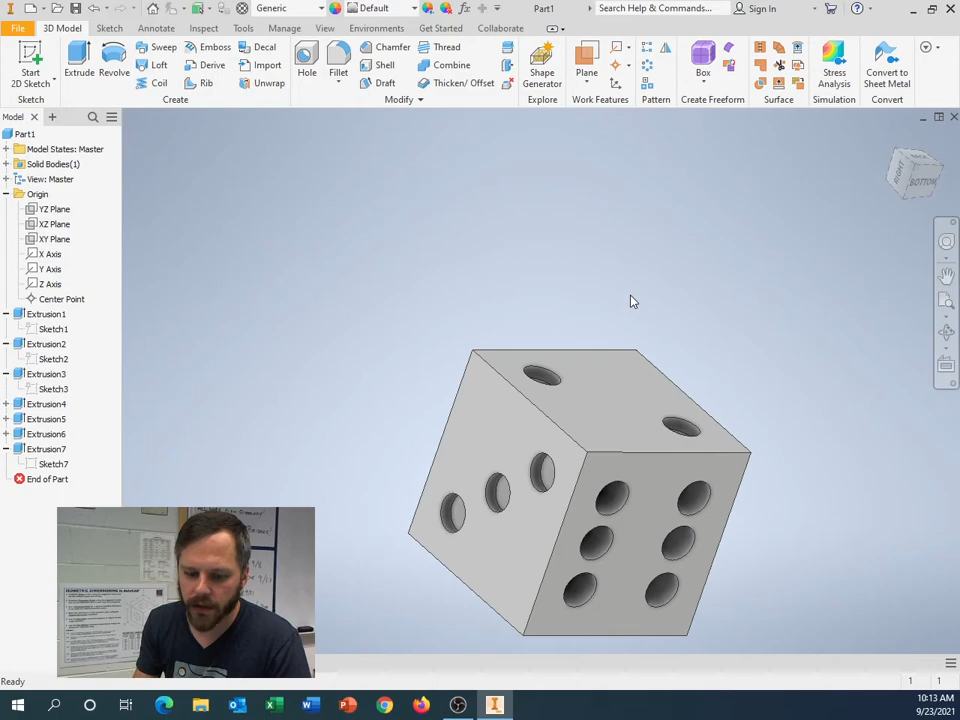 Generic
Default
Part1
Search Help & Commands...
Sign In
File
3D Model
Sketch
Annotate
Inspect
Tools
Manage
View
Environments
Get Started
Collaborate
Start
2D Sketch
Sketch
Extrude
Revolve
Sweep
Loft
Coil
Emboss
Derive
Rib
Decal
Import
Unwrap
Create
Hole
Fillet
Chamfer
Shell
Draft
Thread
Combine
Thicken/ Offset
Modify
Shape
Generator
Explore
Plane
Work Features
Pattern
Box
Create Freeform
Surface
Stress
Analysis
Simulation
Convert to
Sheet Metal
Convert
Model
Part1
Model States: Master
Solid Bodies(1)
View: Master
Origin
YZ Plane
XZ Plane
XY Plane
X Axis
Y Axis
Z Axis
Center Point
Extrusion1
Sketch1
Extrusion2
Sketch2
Extrusion3
Sketch3
Extrusion4
Extrusion5
Extrusion6
Extrusion7
Sketch7
End of Part
RIGHT
BOTTOM
Ready
1
1
10:13 AM
9/23/2021